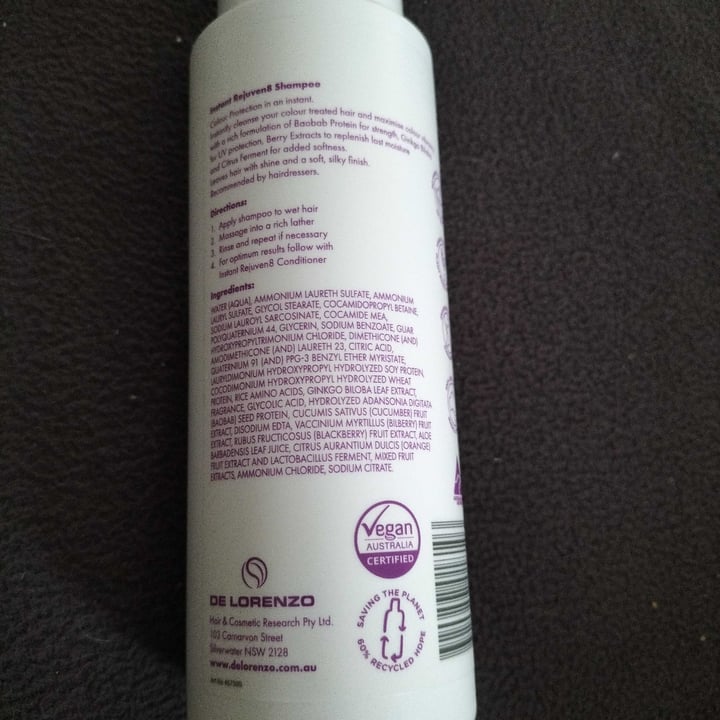 Instant Rejuven8 Shampoo
Colour Protection in an instant.
Instantly cleanse your colour treated hair and maximise colour
with a rich formulation of Baobab Protein for strength, Ginkgo Biloba
for UV protection, Berry Extracts to replenish lost moisture
and Citrus Ferment for added softness.
Leaves hair with shine and a soft, silky finish.
Recommended by hairdressers.
Directions:
1. Apply shampoo to wet hair
2. Massage into a rich lather
3. Rinse and repeat if necessary
4. For optimum results follow with
Instant Rejuven8 Conditioner
Ingredients:
WATER (AQUA), AMMONIUM LAURETH SULFATE, AMMONIUM
LAURYL SULFATE, GLYCOL STEARATE, COCAMIDOPROPYL BETAINE,
SODIUM LAUROYL SARCOSINATE, COCAMIDE MEA,
POLYQUATERNIUM 44, GLYCERIN, SODIUM BENZOATE, GUAR
HYDROXYPROPYLTRIMONIUM CHLORIDE, DIMETHICONE (AND)
AMODIMETHICONE (AND) LAURETH 23, CITRIC ACID,
QUATERNIUM 91 (AND) PPG-3 BENZYL ETHER MYRISTATE,
LAURYLDIMONIUM HYDROXYPROPYL HYDROLYZED SOY PROTEIN,
COCODIMONIUM HYDROXYPROPYL HYDROLYZED WHEAT
PROTEIN, RICE AMINO ACIDS, GINKGO BILOBA LEAF EXTRACT,
FRAGRANCE, GLYCOLIC ACID, HYDROLYZED ADANSONIA DIGITATA
(BAOBAB) SEED PROTEIN, CUCUMIS SATIVUS (CUCUMBER) FRUIT
EXTRACT, DISODIUM EDTA, VACCINIUM MYRTILLUS (BILBERRY) FRUIT
EXTRACT, RUBUS FRUCTICOSUS (BLACKBERRY) FRUIT EXTRACT, ALOE
BARBADENSIS LEAF JUICE, CITRUS AURANTIUM DULCIS (ORANGE)
FRUIT EXTRACT AND LACTOBACILLUS FERMENT, MIXED FRUIT
EXTRACTS, AMMONIUM CHLORIDE, SODIUM CITRATE.
Vegan
AUSTRALIA
CERTIFIED
DE LORENZO
Hair & Cosmetic Research Pty Ltd.
103 Carnarvon Street
Silverwater NSW 2128
www.delorenzo.com.au
SAVING THE PLANET
60% RECYCLED HDPE